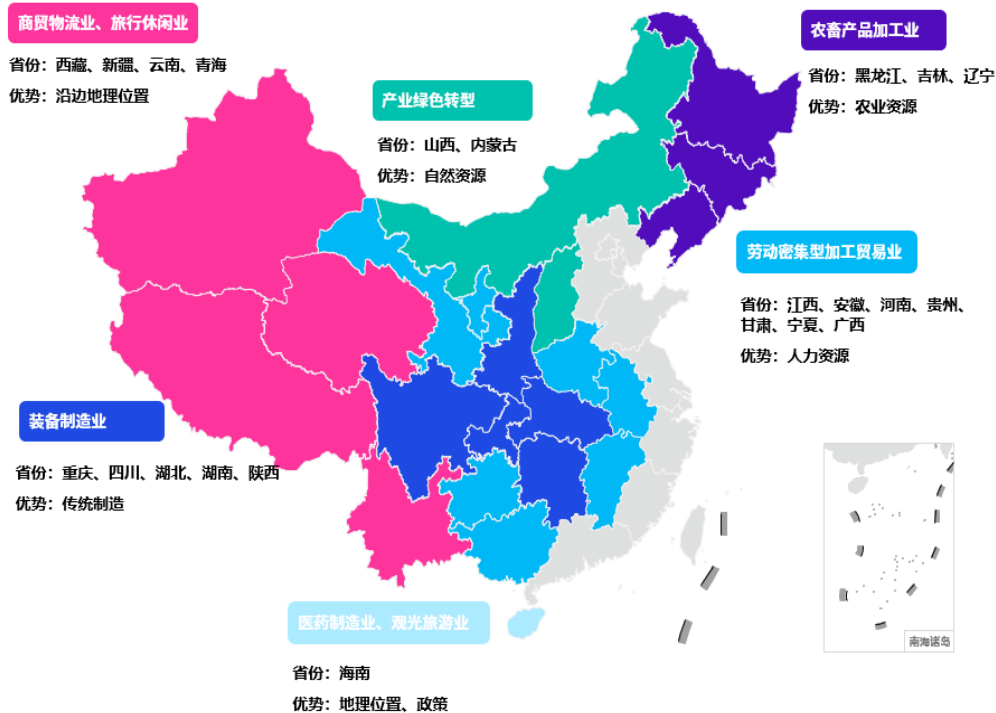 商贸物流业、旅行休闲业
省份：西藏、新疆、云南、青海
优势：沿边地理位置
农畜产品加工业
省份：黑龙江、吉林、辽宁
优势：农业资源
产业绿色转型
省份：山西、内蒙古
优势：自然资源
劳动密集型加工贸易业
省份：江西、安徽、河南、贵州、
甘肃、宁夏、广西
优势：人力资源
装备制造业
省份：重庆、四川、湖北、湖南、陕西
优势：传统制造
医药制造业、观光旅游业
省份：海南
优势：地理位置、政策
南海诸岛